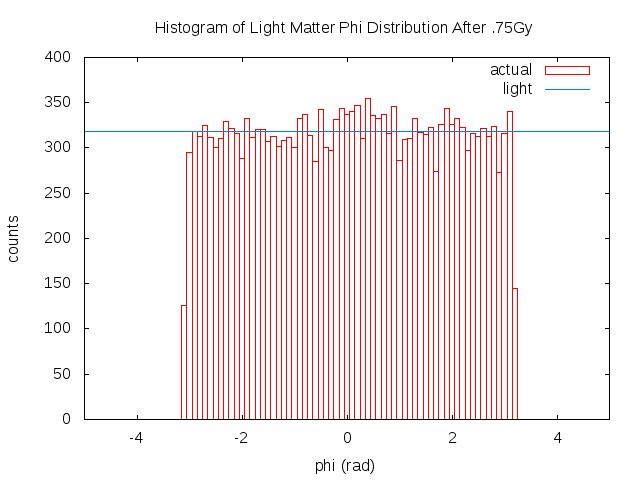 Histogram of Light Matter Phi Distribution After .75Gy
400
350
300
250
200
150
100
50
0
counts
actual
light
-4 -2 0 2 4
phi (rad)